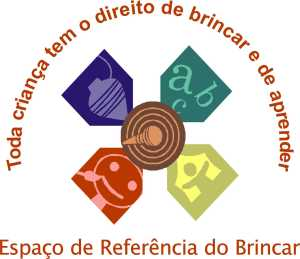 Toda criança tem o direito de brincar e de aprender
a b c
Espaço de Referência do Brincar